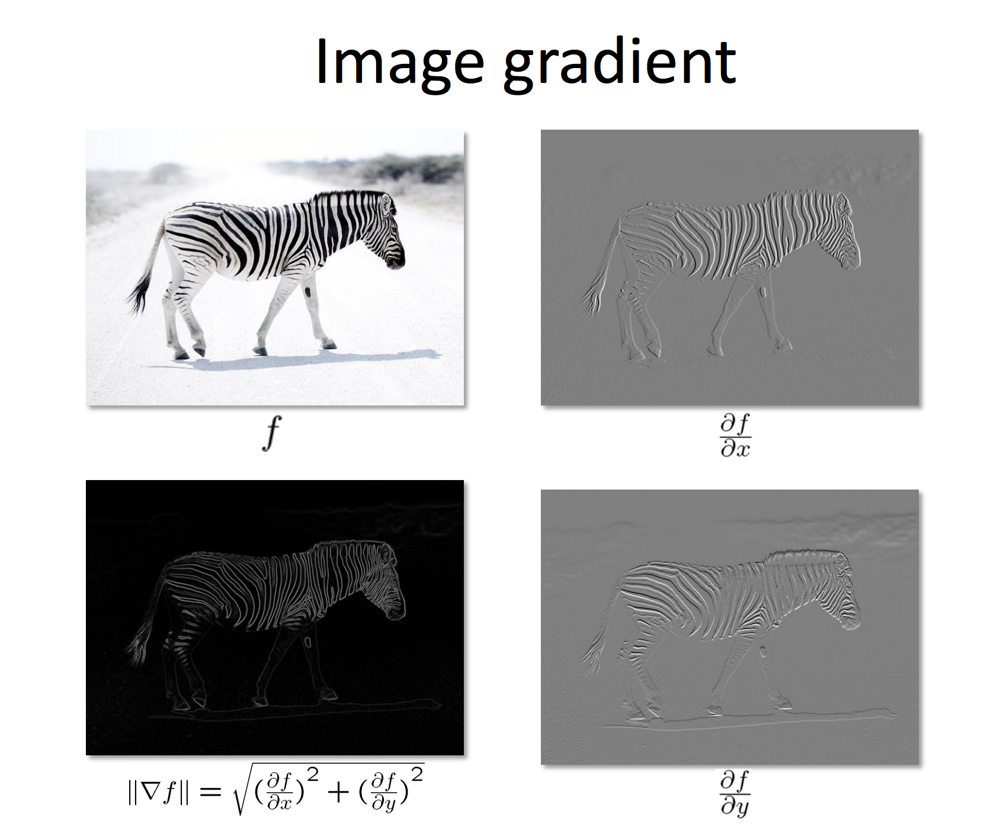 Image gradient
f
∂f/∂x
‖∇f‖ = √((∂f/∂x)² + (∂f/∂y)²)
∂f/∂y